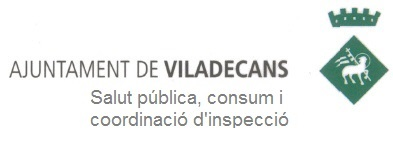 AJUNTAMENT DE VILADECANS
Salut pública, consum i
coordinació d'inspecció